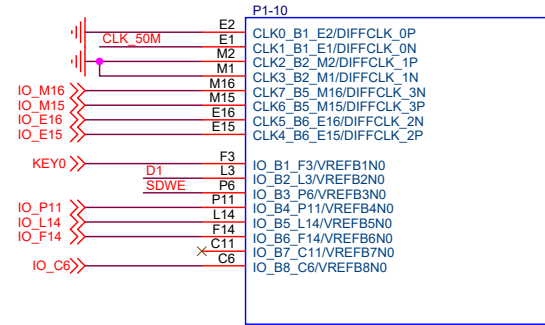 P1-10
E2 CLK0_B1_E2/DIFFCLK_0P
CLK_50M E1 CLK1_B1_E1/DIFFCLK_0N
M2 CLK2_B2_M2/DIFFCLK_1P
M1 CLK3_B2_M1/DIFFCLK_1N
IO_M16 M16 CLK7_B5_M16/DIFFCLK_3N
IO_M15 M15 CLK6_B5_M15/DIFFCLK_3P
IO_E16 E16 CLK5_B6_E16/DIFFCLK_2N
IO_E15 E15 CLK4_B6_E15/DIFFCLK_2P
KEY0 F3 IO_B1_F3/VREFB1N0
D1 L3 IO_B2_L3/VREFB2N0
SDWE P6 IO_B3_P6/VREFB3N0
IO_P11 P11 IO_B4_P11/VREFB4N0
IO_L14 L14 IO_B5_L14/VREFB5N0
IO_F14 F14 IO_B6_F14/VREFB6N0
C11 IO_B7_C11/VREFB7N0
IO_C6 C6 IO_B8_C6/VREFB8N0